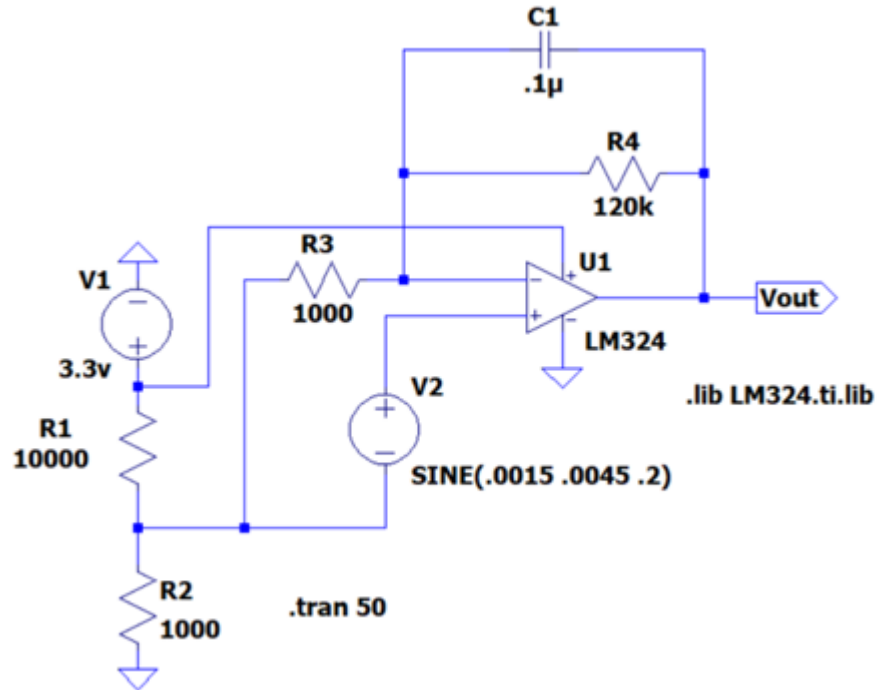 C1
.1µ
R4
120k
R3
1000
U1
LM324
Vout
V1
3.3v
V2
SINE(.0015 .0045 .2)
.lib LM324.ti.lib
R1
10000
R2
1000
.tran 50